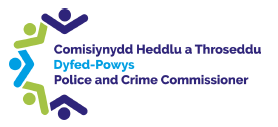 Comisiynydd Heddlu a Throseddu
Dyfed-Powys
Police and Crime Commissioner